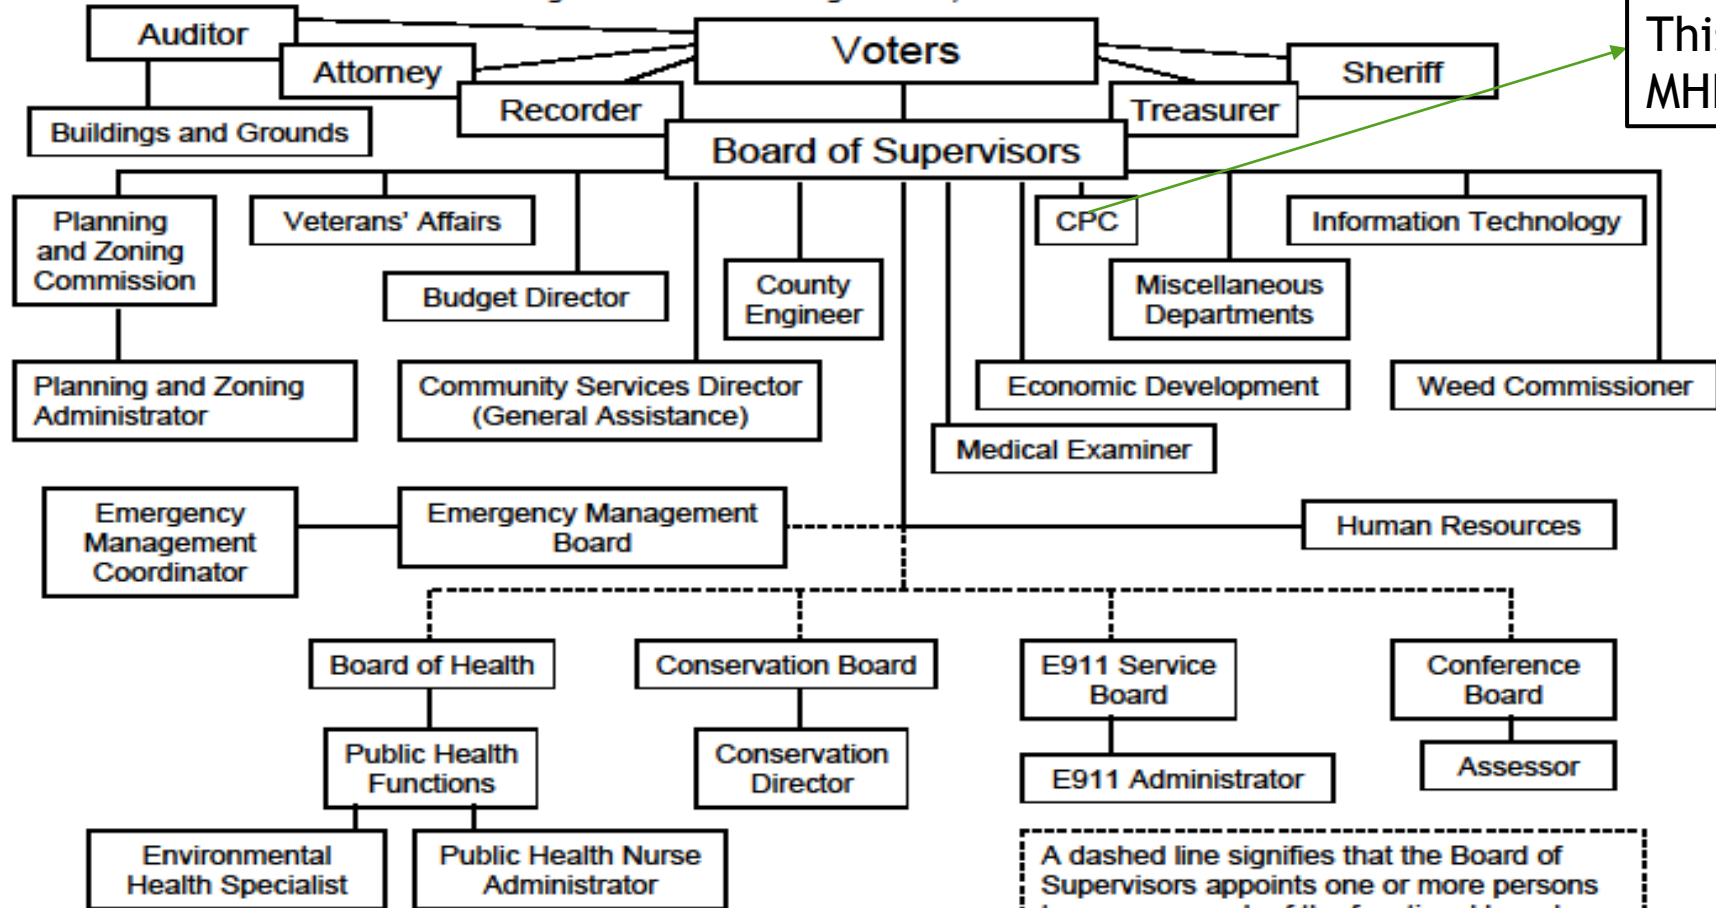 Auditor
Voters
This
Attorney
Sheriff
Recorder
Treasurer
Buildings and Grounds
Board of Supervisors
Planning
and Zoning
Commission
Veterans' Affairs
CPC
Information Technology
Budget Director
County
Engineer
Miscellaneous
Departments
Planning and Zoning
Administrator
Community Services Director
(General Assistance)
Economic Development
Weed Commissioner
Medical Examiner
Emergency
Management
Coordinator
Emergency Management
Board
Human Resources
Board of Health
Conservation Board
E911 Service
Board
Conference
Board
Public Health
Functions
Conservation
Director
E911 Administrator
Assessor
Environmental
Health Specialist
Public Health Nurse
Administrator
A dashed line signifies that the Board of
Supervisors appoints one or more persons